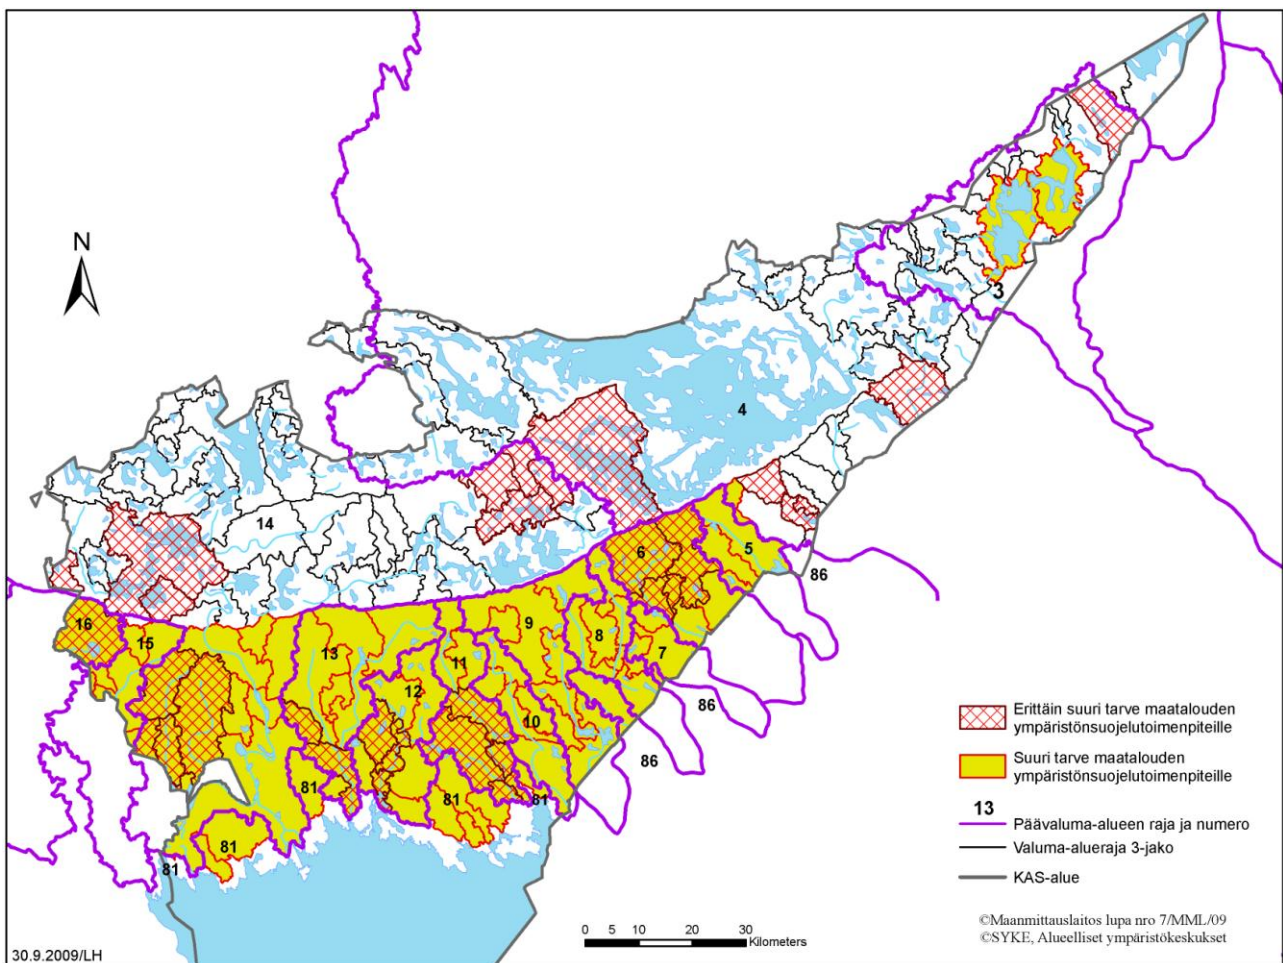 N
3
4
14
5
6
86
16
15
13
9
8
7
11
12
10
86
86
81
81
81
81
81
Erittäin suuri tarve maatalouden
ympäristönsuojelutoimenpiteille
Suuri tarve maatalouden
ympäristönsuojelutoimenpiteille
13
Päävaluma-alueen raja ja numero
Valuma-alueraja 3-jako
KAS-alue
©Maanmittauslaitos lupa nro 7/MML/09
©SYKE, Alueelliset ympäristökeskukset
0 5 10 20 30
Kilometers
30.9.2009/LH